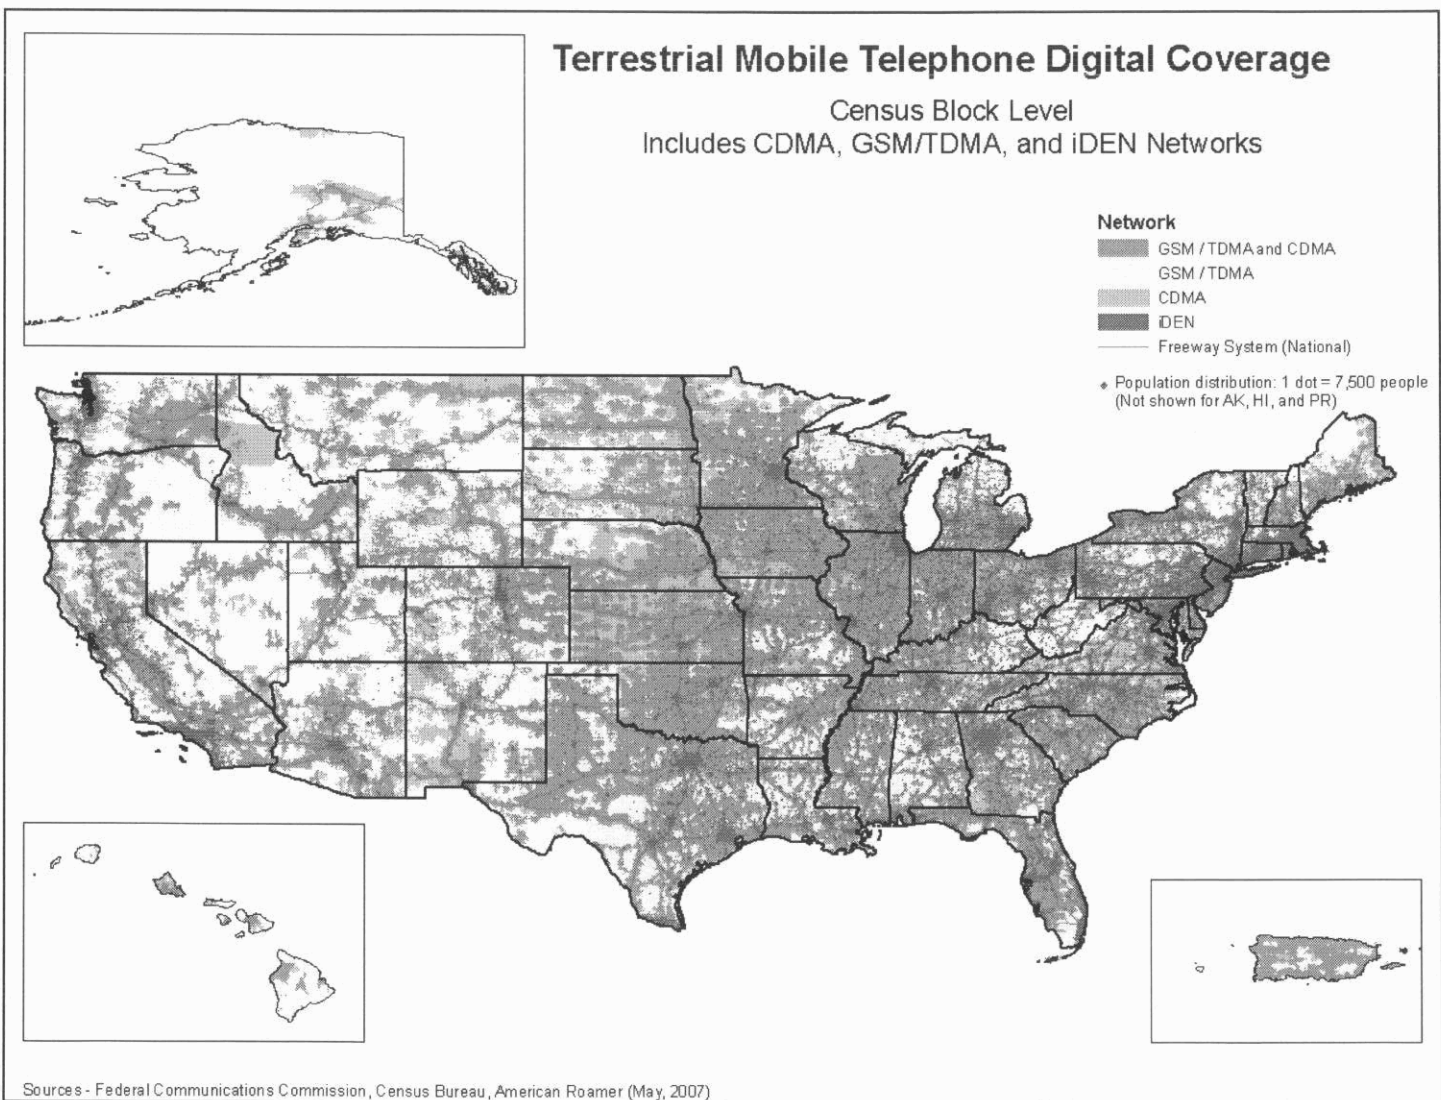 Terrestrial Mobile Telephone Digital Coverage
Census Block Level
Includes CDMA, GSM/TDMA, and iDEN Networks
Network
GSM / TDMA and CDMA
GSM / TDMA
CDMA
iDEN
Freeway System (National)
Population distribution: 1 dot = 7,500 people
(Not shown for AK, HI, and PR)
Sources - Federal Communications Commission, Census Bureau, American Roamer (May, 2007)